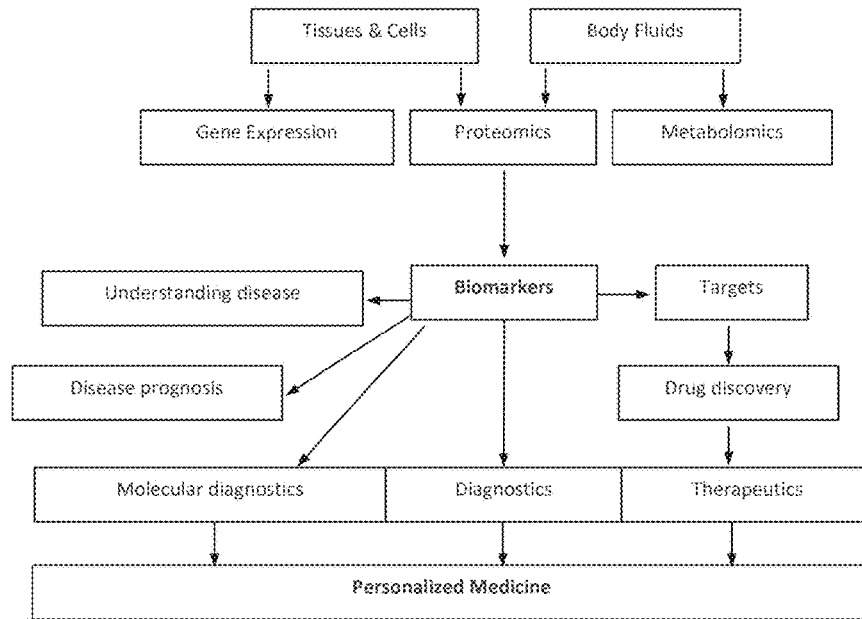 Tissues & Cells
Body Fluids
Gene Expression
Proteomics
Metabolomics
Understanding disease
Biomarkers
Targets
Disease prognosis
Drug discovery
Molecular diagnostics
Diagnostics
Therapeutics
Personalized Medicine